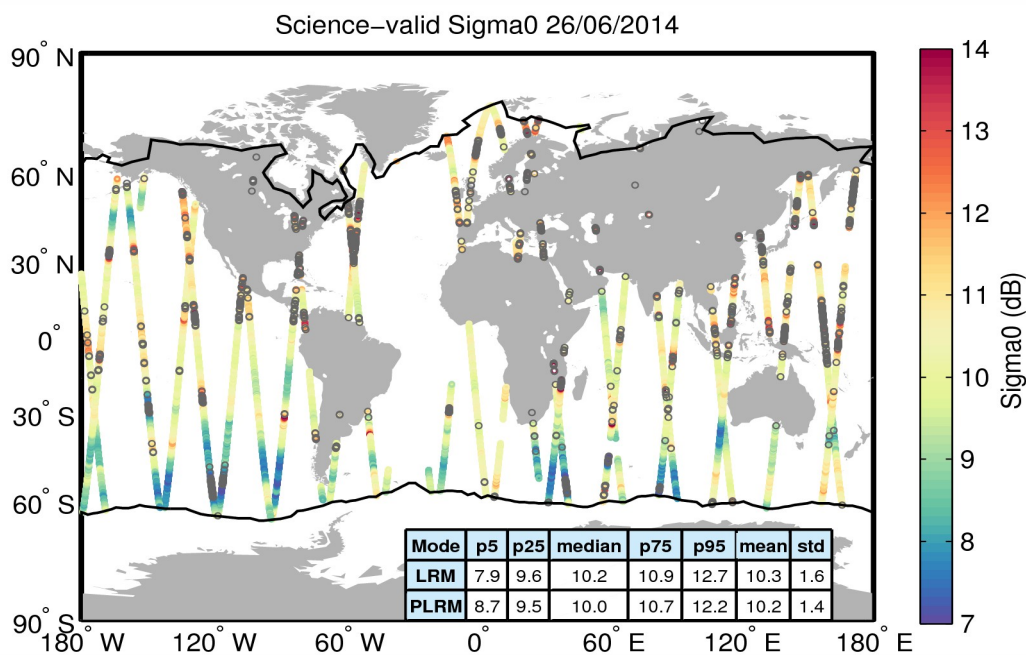 Science−valid Sigma0 26/06/2014
90° N
60° N
30° N
0°
30° S
60° S
90° S
180° W
120° W
60° W
0°
60° E
120° E
180° E
14
13
12
11
10
9
8
7
Sigma0 (dB)
Mode p5 p25 median p75 p95 mean std
LRM 7.9 9.6 10.2 10.9 12.7 10.3 1.6
PLRM 8.7 9.5 10.0 10.7 12.2 10.2 1.4